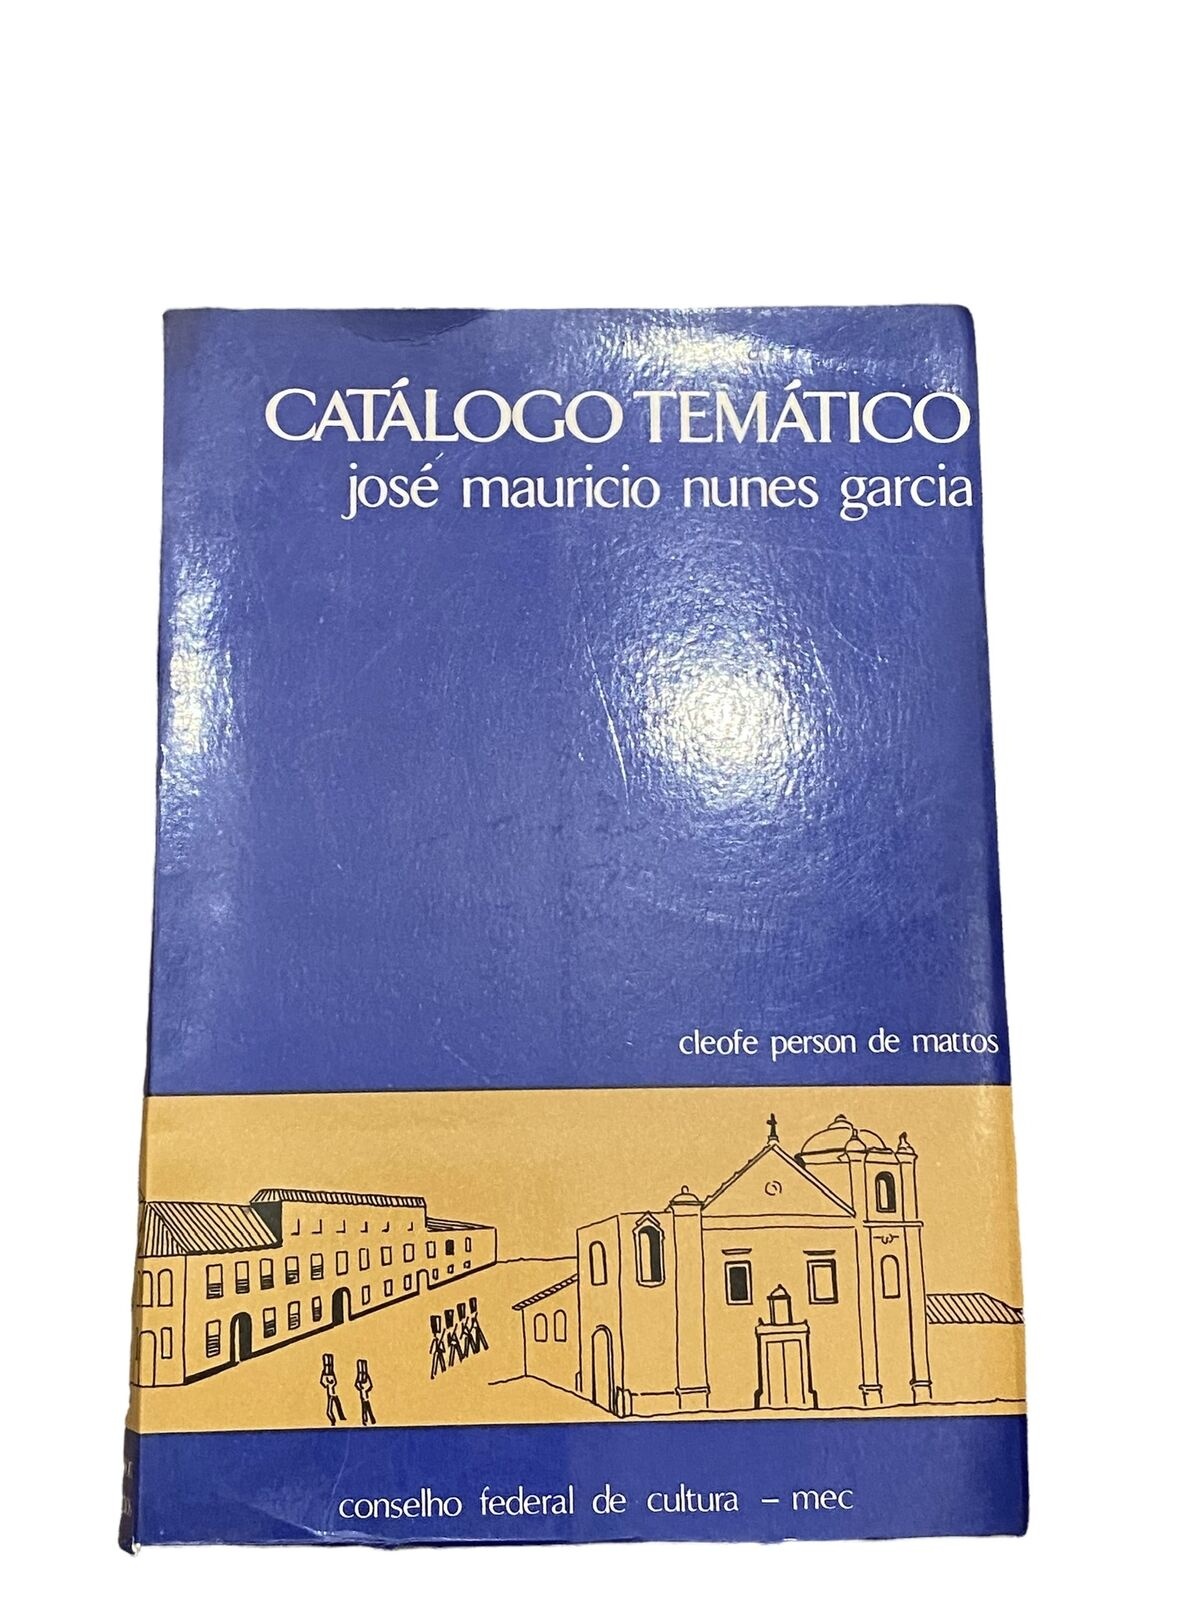 CATÁLOGO TEMÁTICO
josé mauricio nunes garcia
cleofe person de mattos
conselho federal de cultura – mec